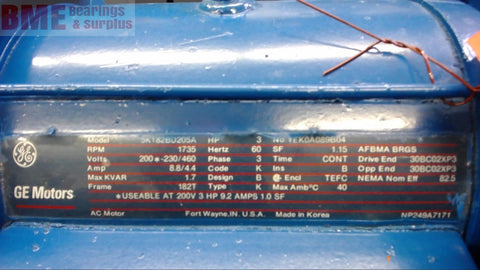 BME Bearings & surplus
Model 5K182BD205A HP 3 No YEK0A089B04
RPM 1735 Hertz 60 SF 1.15 AFBMA BRGS
Volts 200-230/460 Phase 3 Time CONT Drive End 30BC02XP3
Amp 8.8/4.4 Code K Ins B Opp End 30BC02XP3
Max KVAR 1.7 Design B Encl TEFC NEMA Nom Eff 82.5
Frame 182T Type K Max Amb°C 40
GE Motors
*USEABLE AT 200V 3 HP 9.2 AMPS 1.0 SF
AC Motor Fort Wayne, IN. U.S.A. Made in Korea NP249A7171